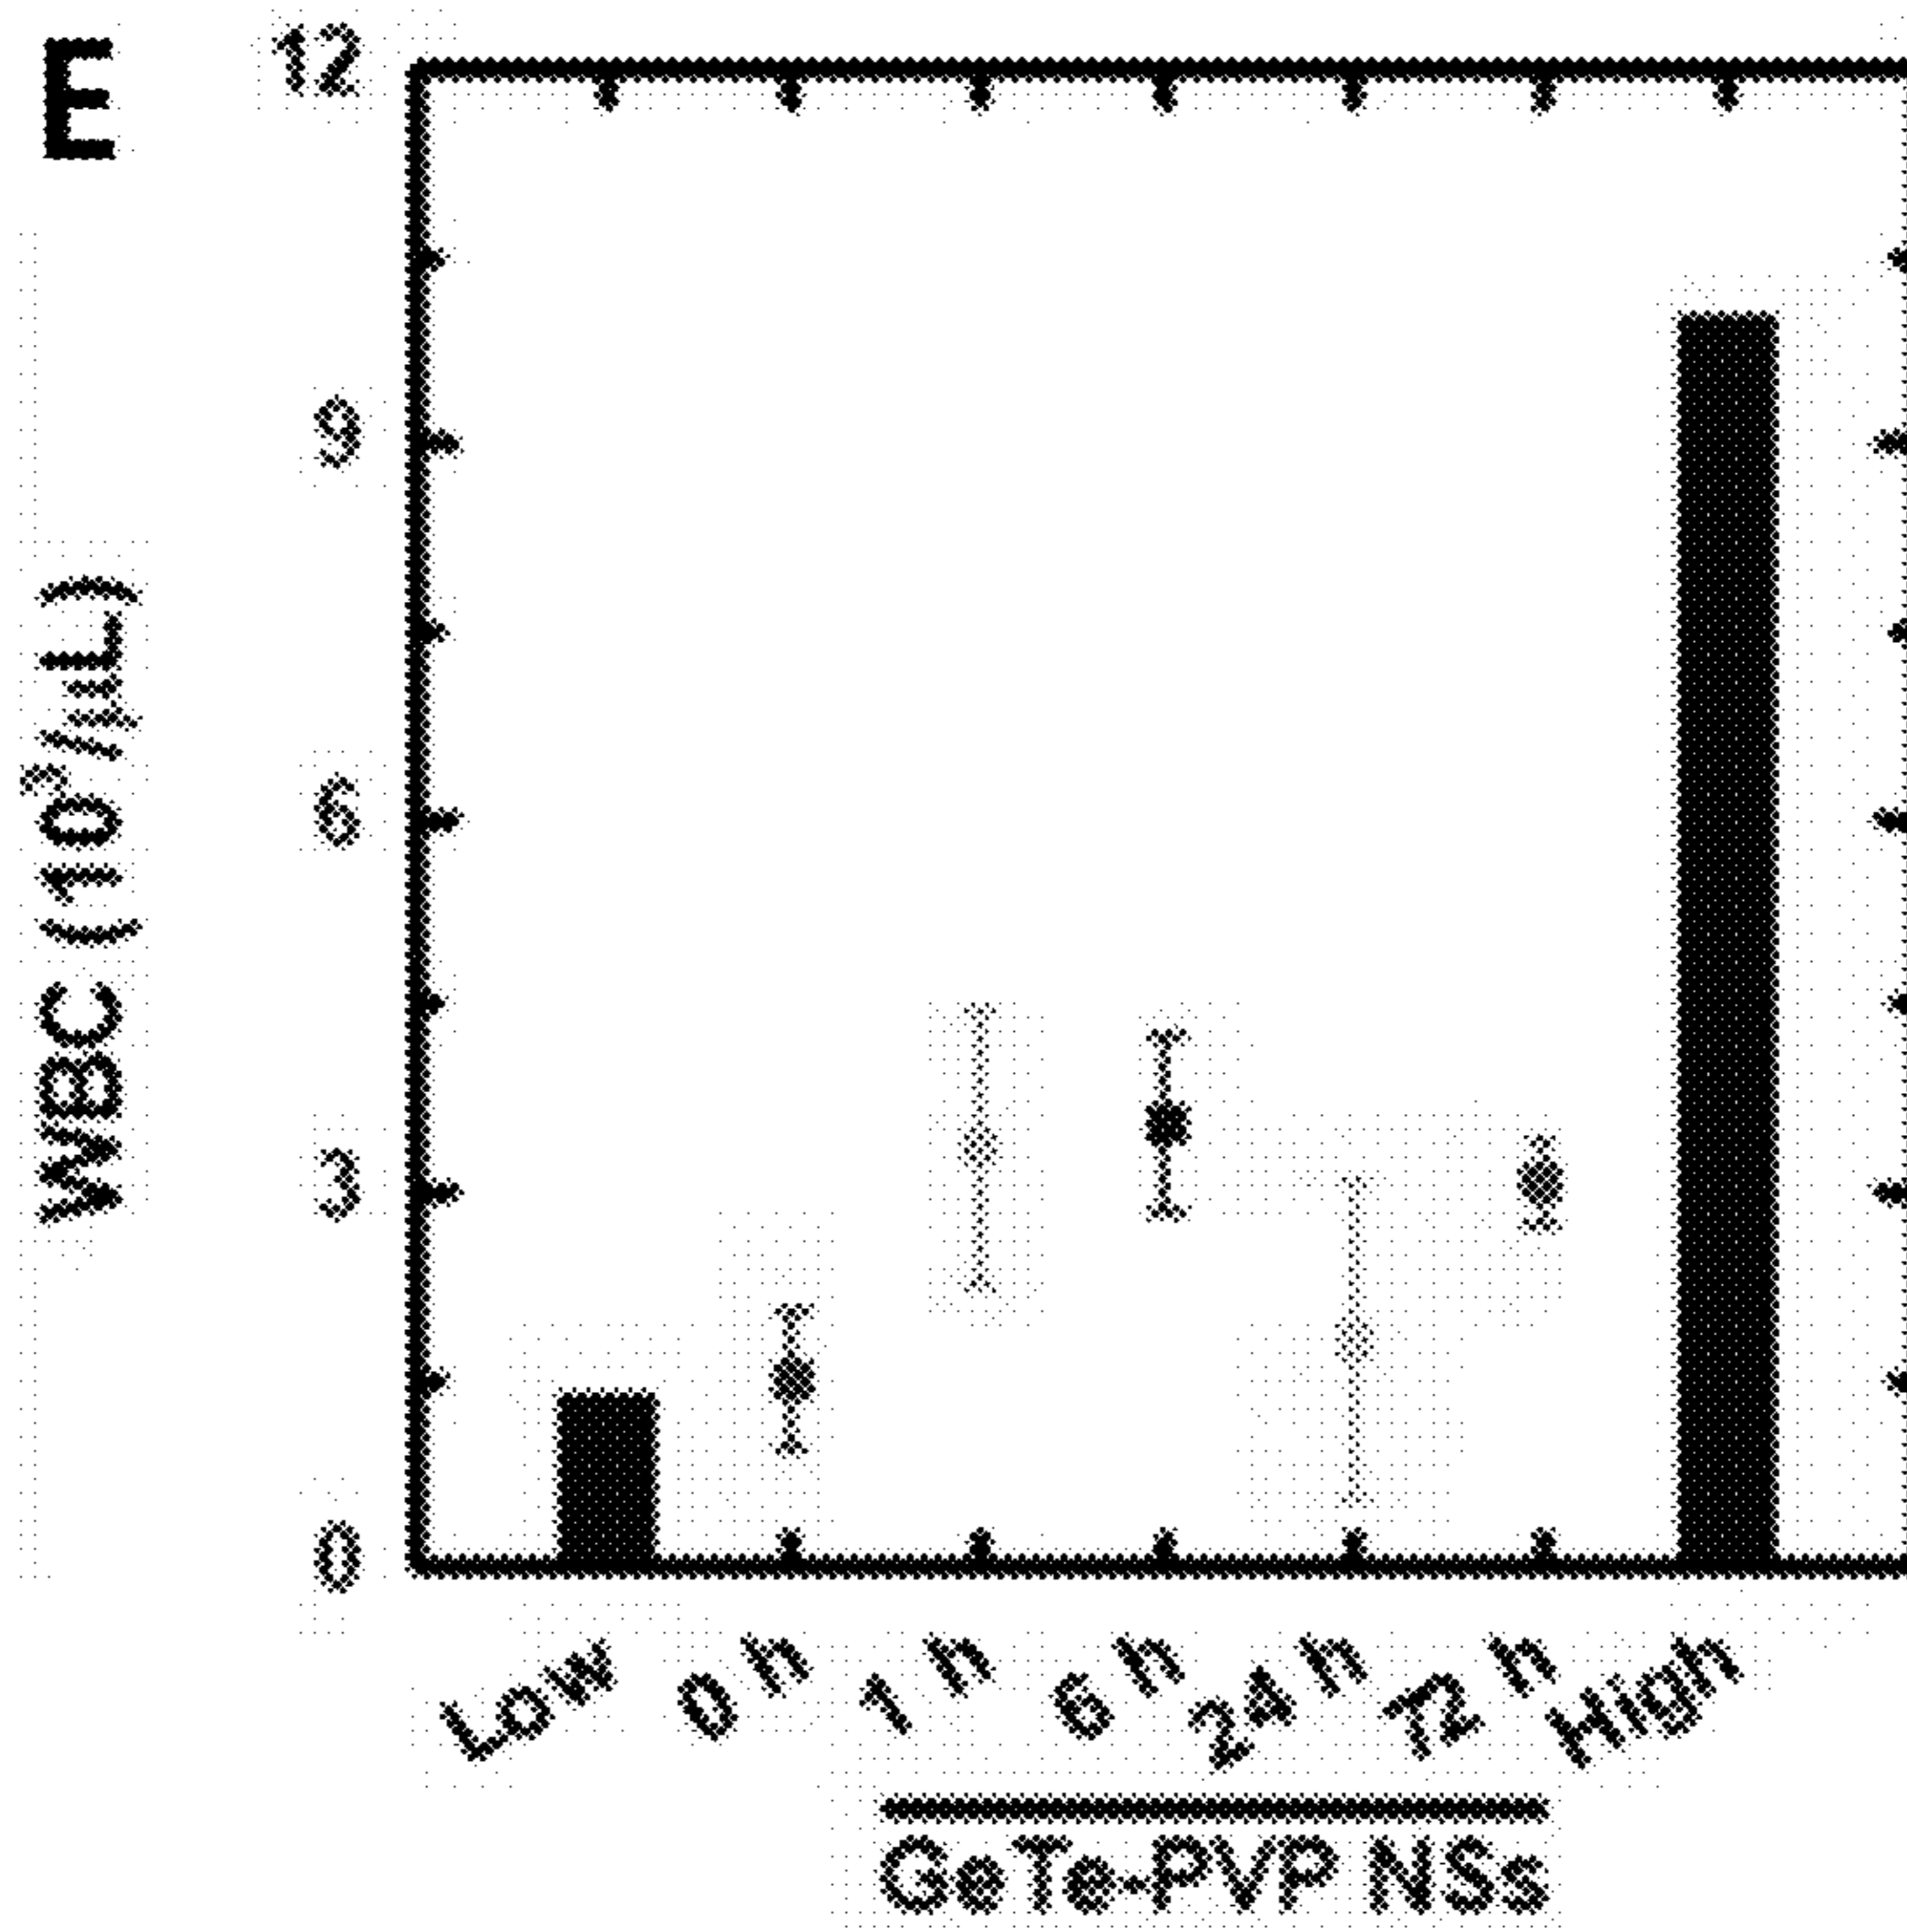 E
12
9
6
3
0
WBC (10³/μL)
Low
0 h
1 h
6 h
24 h
72 h
High
GeTe-PVP NSs